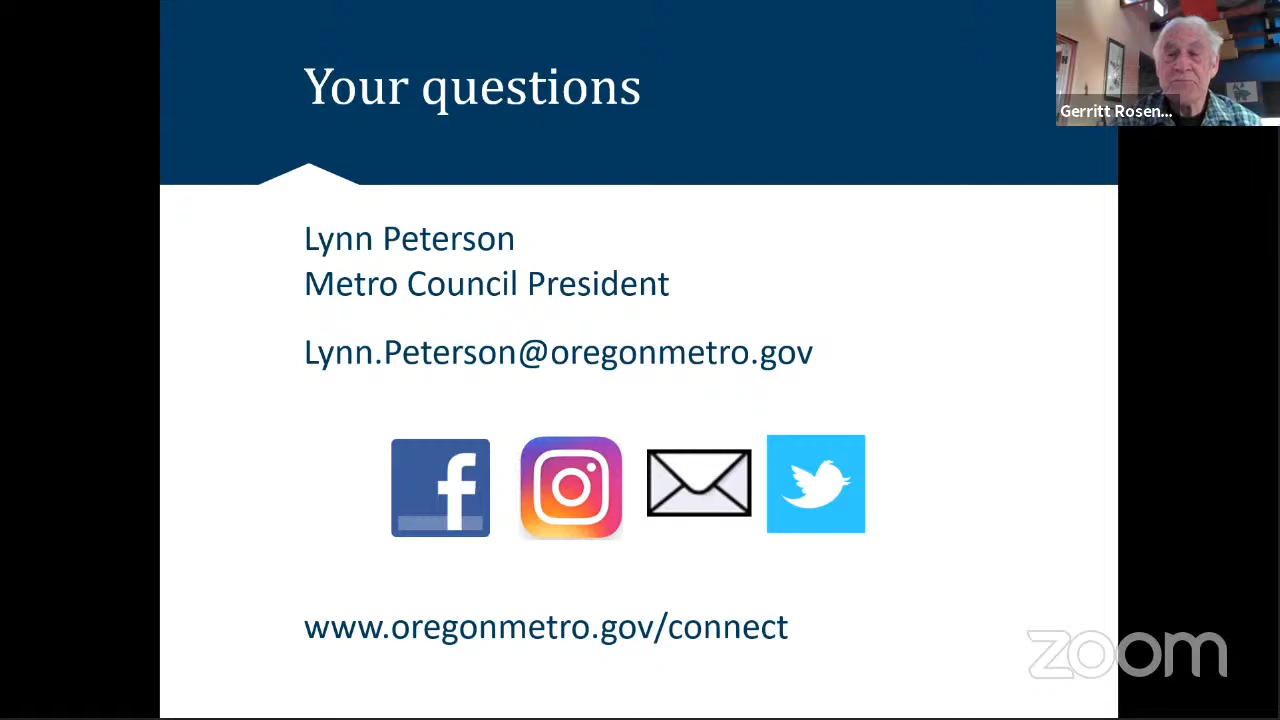 Your questions
Gerritt Rosen...
Lynn Peterson
Metro Council President
Lynn.Peterson@oregonmetro.gov
www.oregonmetro.gov/connect
zoom